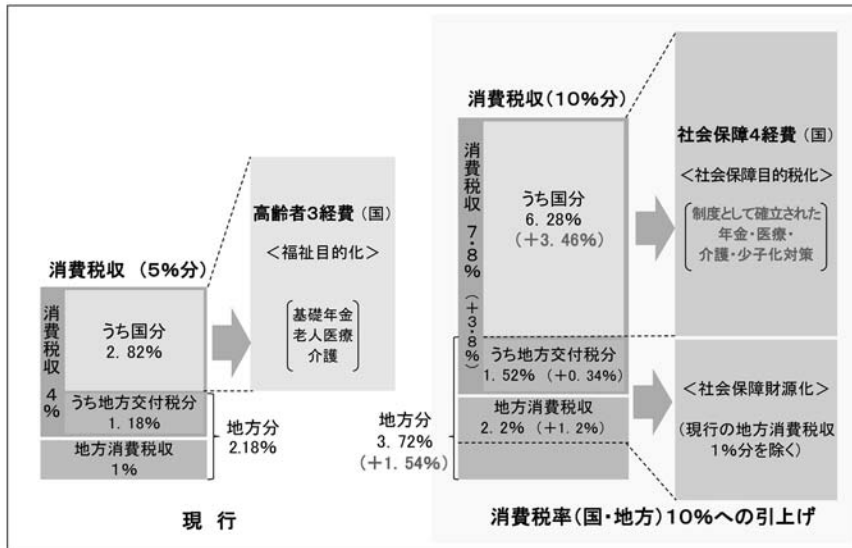 消費税収 (5%分)
消費税収 4%
うち国分
2.82%
うち地方交付税分
1.18%
地方消費税収
1%
地方分
2.18%
高齢者3経費(国)
<福祉目的化>
基礎年金
老人医療
介護
現 行
消費税収(10%分)
消費税収 7.8% (+3.8%)
うち国分
6.28%
(+3.46%)
うち地方交付税分
1.52% (+0.34%)
地方消費税収
2.2% (+1.2%)
地方分
3.72%
(+1.54%)
社会保障4経費(国)
<社会保障目的税化>
制度として確立された
年金・医療・
介護・少子化対策
<社会保障財源化>
(現行の地方消費税収
1%分を除く)
消費税率(国・地方)10%への引上げ